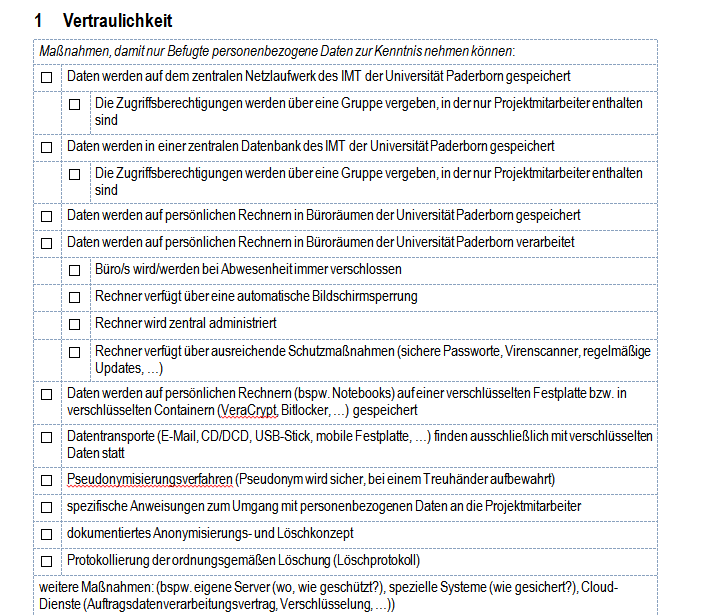 1 Vertraulichkeit
Maßnahmen, damit nur Befugte personenbezogene Daten zur Kenntnis nehmen können:
Daten werden auf dem zentralen Netzlaufwerk des IMT der Universität Paderborn gespeichert
Die Zugriffsberechtigungen werden über eine Gruppe vergeben, in der nur Projektmitarbeiter enthalten
sind
Daten werden in einer zentralen Datenbank des IMT der Universität Paderborn gespeichert
Die Zugriffsberechtigungen werden über eine Gruppe vergeben, in der nur Projektmitarbeiter enthalten
sind
Daten werden auf persönlichen Rechnern in Büroräumen der Universität Paderborn gespeichert
Daten werden auf persönlichen Rechnern in Büroräumen der Universität Paderborn verarbeitet
Büro/s wird/werden bei Abwesenheit immer verschlossen
Rechner verfügt über eine automatische Bildschirmsperrung
Rechner wird zentral administriert
Rechner verfügt über ausreichende Schutzmaßnahmen (sichere Passworte, Virenscanner, regelmäßige
Updates, …)
Daten werden auf persönlichen Rechnern (bspw. Notebooks) auf einer verschlüsselten Festplatte bzw. in
verschlüsselten Containern (VeraCrypt, Bitlocker, …) gespeichert
Datentransporte (E-Mail, CD/DCD, USB-Stick, mobile Festplatte, …) finden ausschließlich mit verschlüsselten
Daten statt
Pseudonymisierungsverfahren (Pseudonym wird sicher, bei einem Treuhänder aufbewahrt)
spezifische Anweisungen zum Umgang mit personenbezogenen Daten an die Projektmitarbeiter
dokumentiertes Anonymisierungs- und Löschkonzept
Protokollierung der ordnungsgemäßen Löschung (Löschprotokoll)
weitere Maßnahmen: (bspw. eigene Server (wo, wie geschützt?), spezielle Systeme (wie gesichert?), Cloud-
Dienste (Auftragsdatenverarbeitungsvertrag, Verschlüsselung, …))